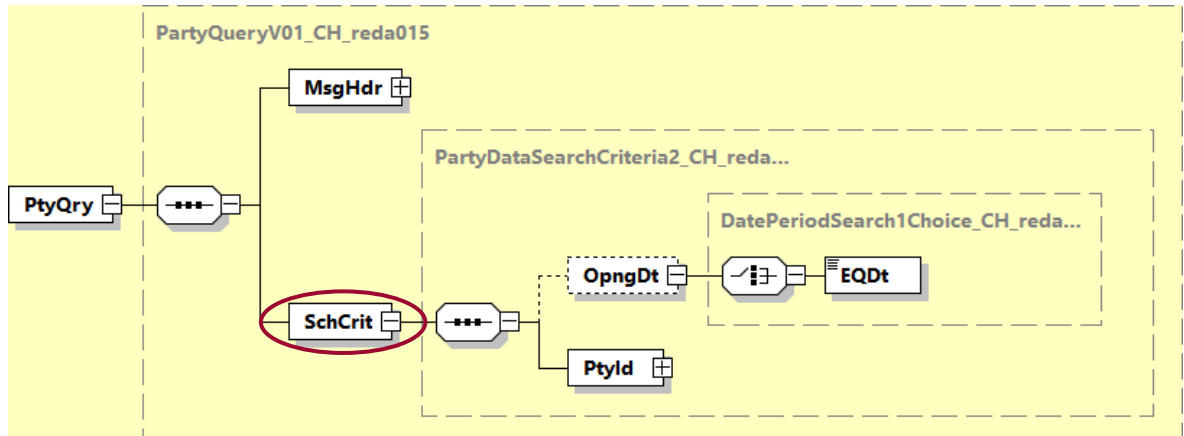 PartyQueryV01_CH_reda015
MsgHdr
PartyDataSearchCriteria2_CH_reda...
PtyQry
DatePeriodSearch1Choice_CH_reda...
OpngDt
EQDt
SchCrit
PtyId